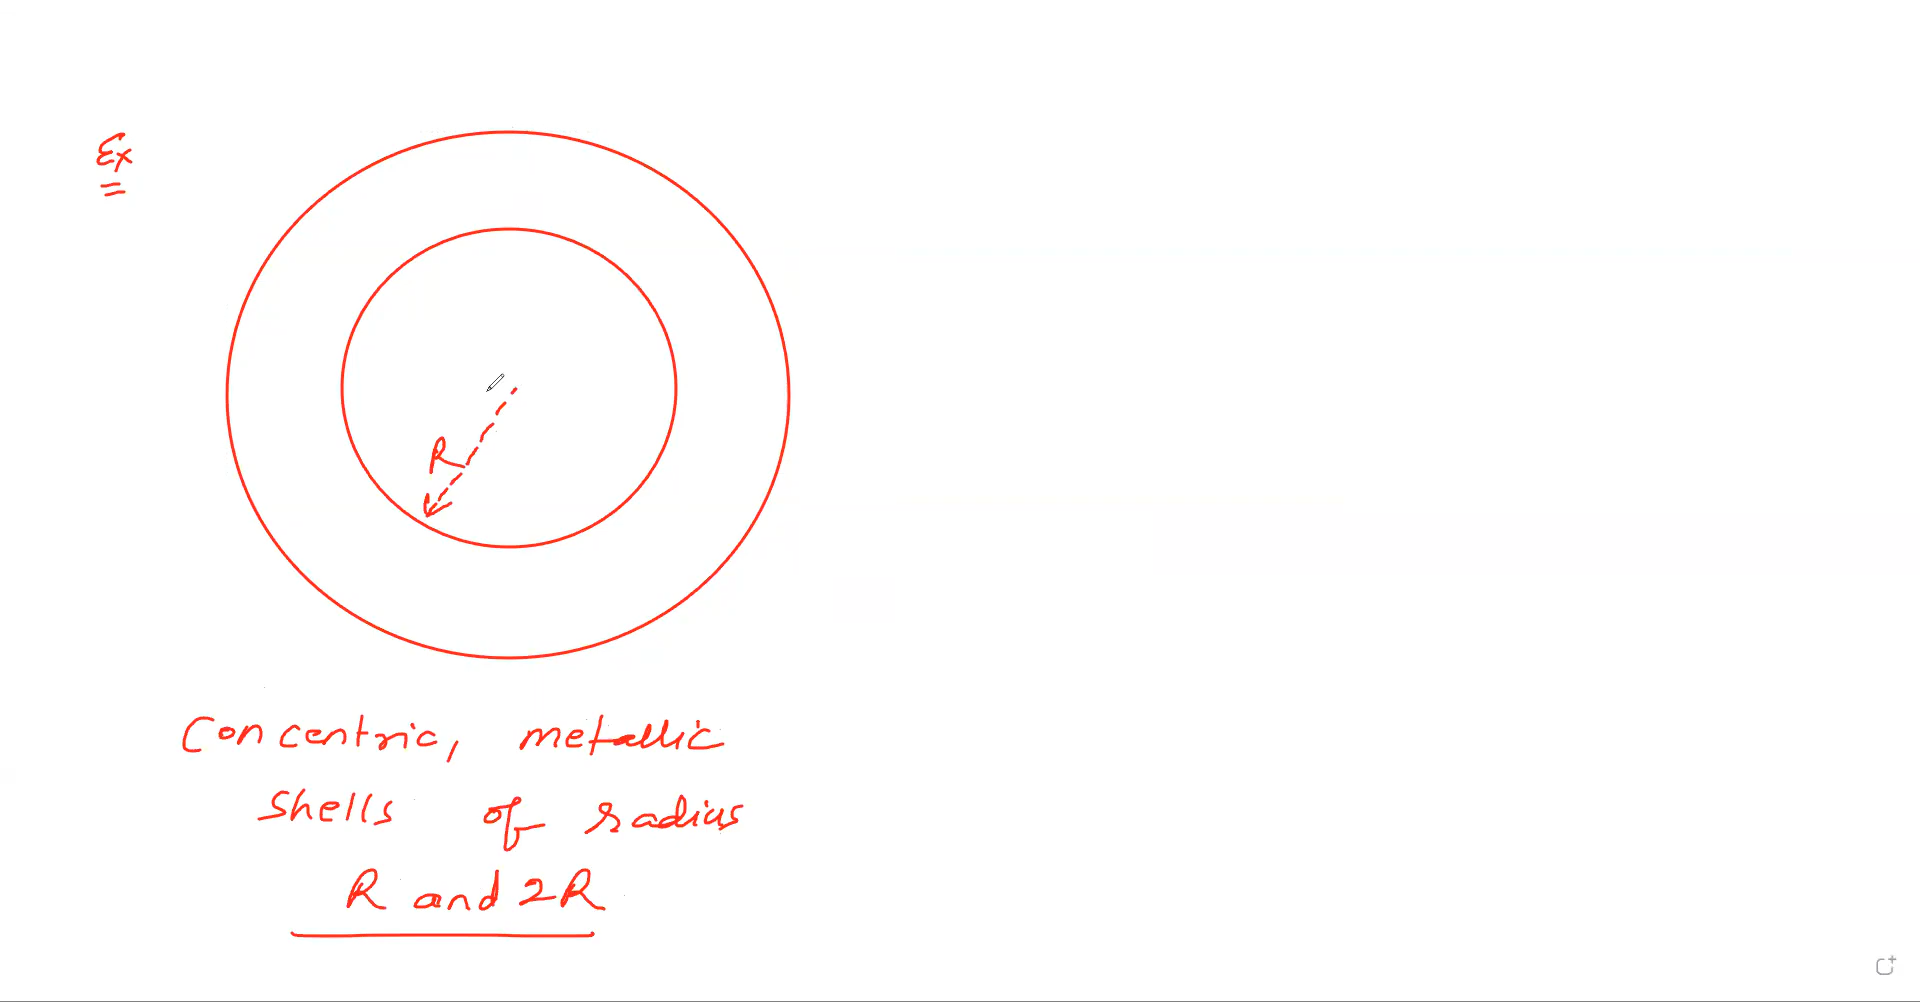 Ex
R
Concentric, metallic
shells of radius
R and 2R